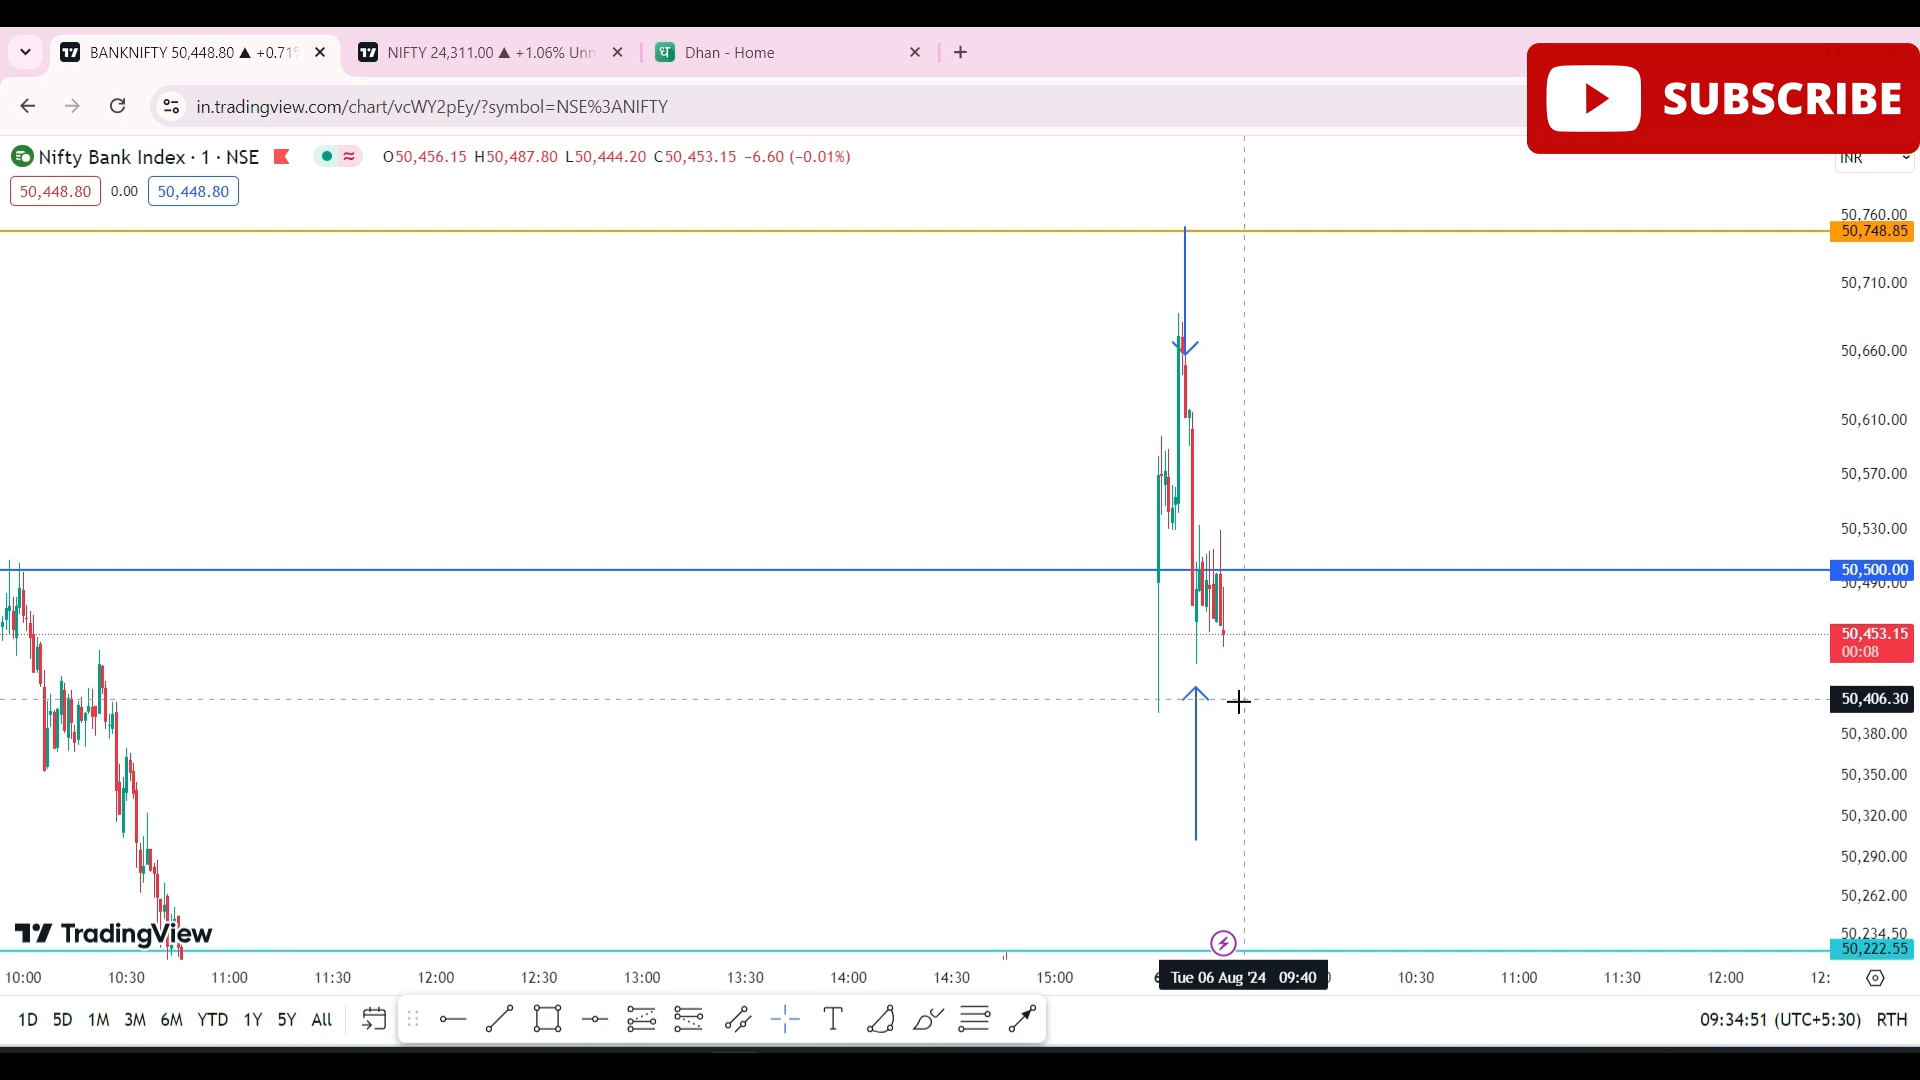 BANKNIFTY 50,448.80 ▲ +0.71%
NIFTY 24,311.00 ▲ +1.06% Unn
ध Dhan - Home
SUBSCRIBE
in.tradingview.com/chart/vcWY2pEy/?symbol=NSE%3ANIFTY
Nifty Bank Index · 1 · NSE
O50,456.15 H50,487.80 L50,444.20 C50,453.15 −6.60 (−0.01%)
INR
50,448.80 0.00 50,448.80
50,760.00
50,748.85
50,710.00
50,660.00
50,610.00
50,570.00
50,530.00
50,500.00
50,490.00
50,453.15
00:08
50,406.30
50,380.00
50,350.00
50,320.00
50,290.00
50,262.00
50,234.50
50,222.55
TradingView
10:00 10:30 11:00 11:30 12:00 12:30 13:00 13:30 14:00 14:30 15:00 Tue 06 Aug '24 09:40 10:30 11:00 11:30 12:00 12:
1D 5D 1M 3M 6M YTD 1Y 5Y All
T
09:34:51 (UTC+5:30) RTH